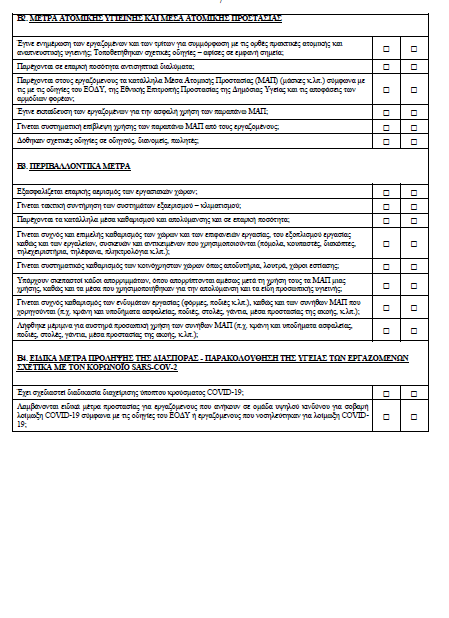 Β2. ΜΕΤΡΑ ΑΤΟΜΙΚΗΣ ΥΓΙΕΙΝΗΣ ΚΑΙ ΜΕΣΑ ΑΤΟΜΙΚΗΣ ΠΡΟΣΤΑΣΙΑΣ
Έγινε ενημέρωση των εργαζομένων και των τρίτων για συμμόρφωση με τις ορθές πρακτικές ατομικής και
αναπνευστικής υγιεινής; Τοποθετήθηκαν σχετικές οδηγίες – αφίσες σε εμφανή σημεία;
Παρέχονται σε επαρκή ποσότητα αντισηπτικά διαλύματα;
Παρέχονται στους εργαζομένους τα κατάλληλα Μέσα Ατομικής Προστασίας (ΜΑΠ) (μάσκες κ.λπ.) σύμφωνα με
τις με τις οδηγίες του ΕΟΔΥ, της Εθνικής Επιτροπής Προστασίας της Δημόσιας Υγείας και τις αποφάσεις των
αρμόδιων φορέων;
Έγινε εκπαίδευση των εργαζομένων για την ασφαλή χρήση των παραπάνω ΜΑΠ;
Γίνεται συστηματική επίβλεψη χρήσης των παραπάνω ΜΑΠ από τους εργαζομένους;
Δόθηκαν σχετικές οδηγίες σε οδηγούς, διανομείς, πωλητές;
Β3. ΠΕΡΙΒΑΛΛΟΝΤΙΚΑ ΜΕΤΡΑ
Εξασφαλίζεται επαρκής αερισμός των εργασιακών χώρων;
Γίνεται τακτική συντήρηση των συστημάτων εξαερισμού – κλιματισμού;
Παρέχονται τα κατάλληλα μέσα καθαρισμού και απολύμανσης και σε επαρκή ποσότητα;
Γίνεται συχνός και επιμελής καθαρισμός των χώρων και των επιφανειών εργασίας, του εξοπλισμού εργασίας
καθώς και των εργαλείων, συσκευών και αντικειμένων που χρησιμοποιούνται (πόμολα, κουπαστές, διακόπτες,
τηλεχειριστήρια, τηλέφωνα, πληκτρολόγια κ.λπ.);
Γίνεται συστηματικός καθαρισμός των κοινόχρηστων χώρων όπως αποδυτήρια, λουτρά, χώροι εστίασης;
Υπάρχουν σκεπαστοί κάδοι απορριμμάτων, όπου απορρίπτονται αμέσως μετά τη χρήση τους τα ΜΑΠ μιας
χρήσης, καθώς και τα μέσα που χρησιμοποιήθηκαν για την απολύμανση και τα είδη προσωπικής υγιεινής;
Γίνεται συχνός καθαρισμός των ενδυμάτων εργασίας (φόρμες, ποδιές κ.λπ.), καθώς και των συνήθων ΜΑΠ που
χορηγούνται (π.χ. κράνη και υποδήματα ασφαλείας, ποδιές, στολές, γάντια, μέσα προστασίας της ακοής, κ.λπ.);
Λήφθηκε μέριμνα για αυστηρά προσωπική χρήση των συνήθων ΜΑΠ (π.χ. κράνη και υποδήματα ασφαλείας,
ποδιές, στολές, γάντια, μέσα προστασίας της ακοής, κ.λπ.);
Β4. ΕΙΔΙΚΑ ΜΕΤΡΑ ΠΡΟΛΗΨΗΣ ΤΗΣ ΔΙΑΣΠΟΡΑΣ - ΠΑΡΑΚΟΛΟΥΘΗΣΗ ΤΗΣ ΥΓΕΙΑΣ ΤΩΝ ΕΡΓΑΖΟΜΕΝΩΝ
ΣΧΕΤΙΚΑ ΜΕ ΤΟΝ ΚΟΡΩΝΟΪΟ SARS-COV-2
Έχει σχεδιαστεί διαδικασία διαχείρισης ύποπτου κρούσματος COVID-19;
Λαμβάνονται ειδικά μέτρα προστασίας για εργαζομένους που ανήκουν σε ομάδα υψηλού κινδύνου για σοβαρή
λοίμωξη COVID-19 σύμφωνα με τις οδηγίες του ΕΟΔΥ ή εργαζόμενους που νοσηλεύτηκαν για λοίμωξη COVID-
19;